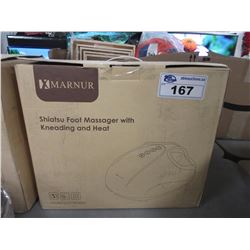 MARNUR
Shiatsu Foot Massager with
Kneading and Heat
167